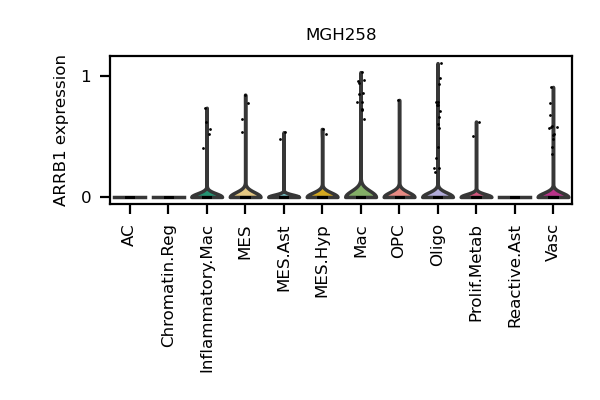 MGH258
ARRB1 expression
1
0
AC
Chromatin.Reg
Inflammatory.Mac
MES
MES.Ast
MES.Hyp
Mac
OPC
Oligo
Prolif.Metab
Reactive.Ast
Vasc